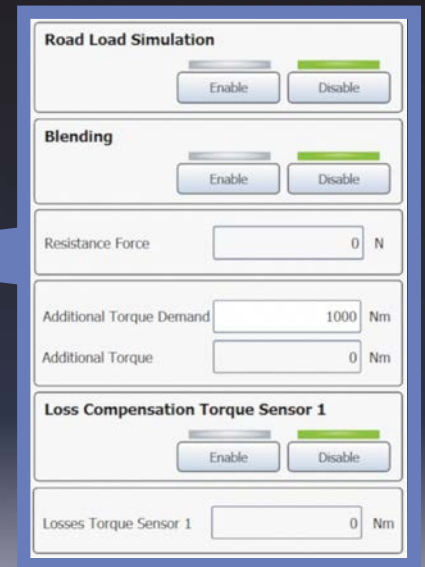 Road Load Simulation
Enable Disable
Blending
Enable Disable
Resistance Force 0 N
Additional Torque Demand 1000 Nm
Additional Torque 0 Nm
Loss Compensation Torque Sensor 1
Enable Disable
Losses Torque Sensor 1 0 Nm